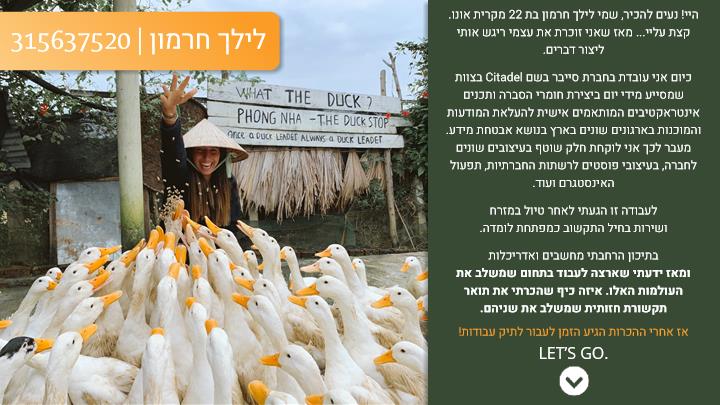 לילך חרמון | 315637520
WHAT THE DUCK ?
PHONG NHA - THE DUCK STOP
ONCE A DUCK LEADER ALWAYS A DUCK LEADER
היי! נעים להכיר, שמי לילך חרמון בת 22 מקרית אונו.
קצת עליי... מאז שאני זוכרת את עצמי ריגש אותי
ליצור דברים.
כיום אני עובדת בחברת סייבר בשם Citadel בצוות
שמסייע מידי יום ביצירת חומרי הסברה ותכנים
אינטראקטיבים המותאמים אישית להעלאת המודעות
והמוכנות בארגונים שונים בארץ בנושא אבטחת מידע.
מעבר לכך אני לוקחת חלק שוטף בעיצובים שונים
לחברה, בעיצובי פוסטים לרשתות החברתיות, תפעול
האינסטגרם ועוד.
לעבודה זו הגעתי לאחר טיול במזרח
ושירות בחיל התקשוב כמפתחת לומדה.
בתיכון הרחבתי מחשבים ואדריכלות
ומאז ידעתי שארצה לעבוד בתחום שמשלב את
העולמות האלו. איזה כיף שהכרתי את תואר
תקשורת חזותית שמשלב את שניהם.
אז אחרי ההכרות הגיע הזמן לעבור לתיק עבודות!
LET'S GO.